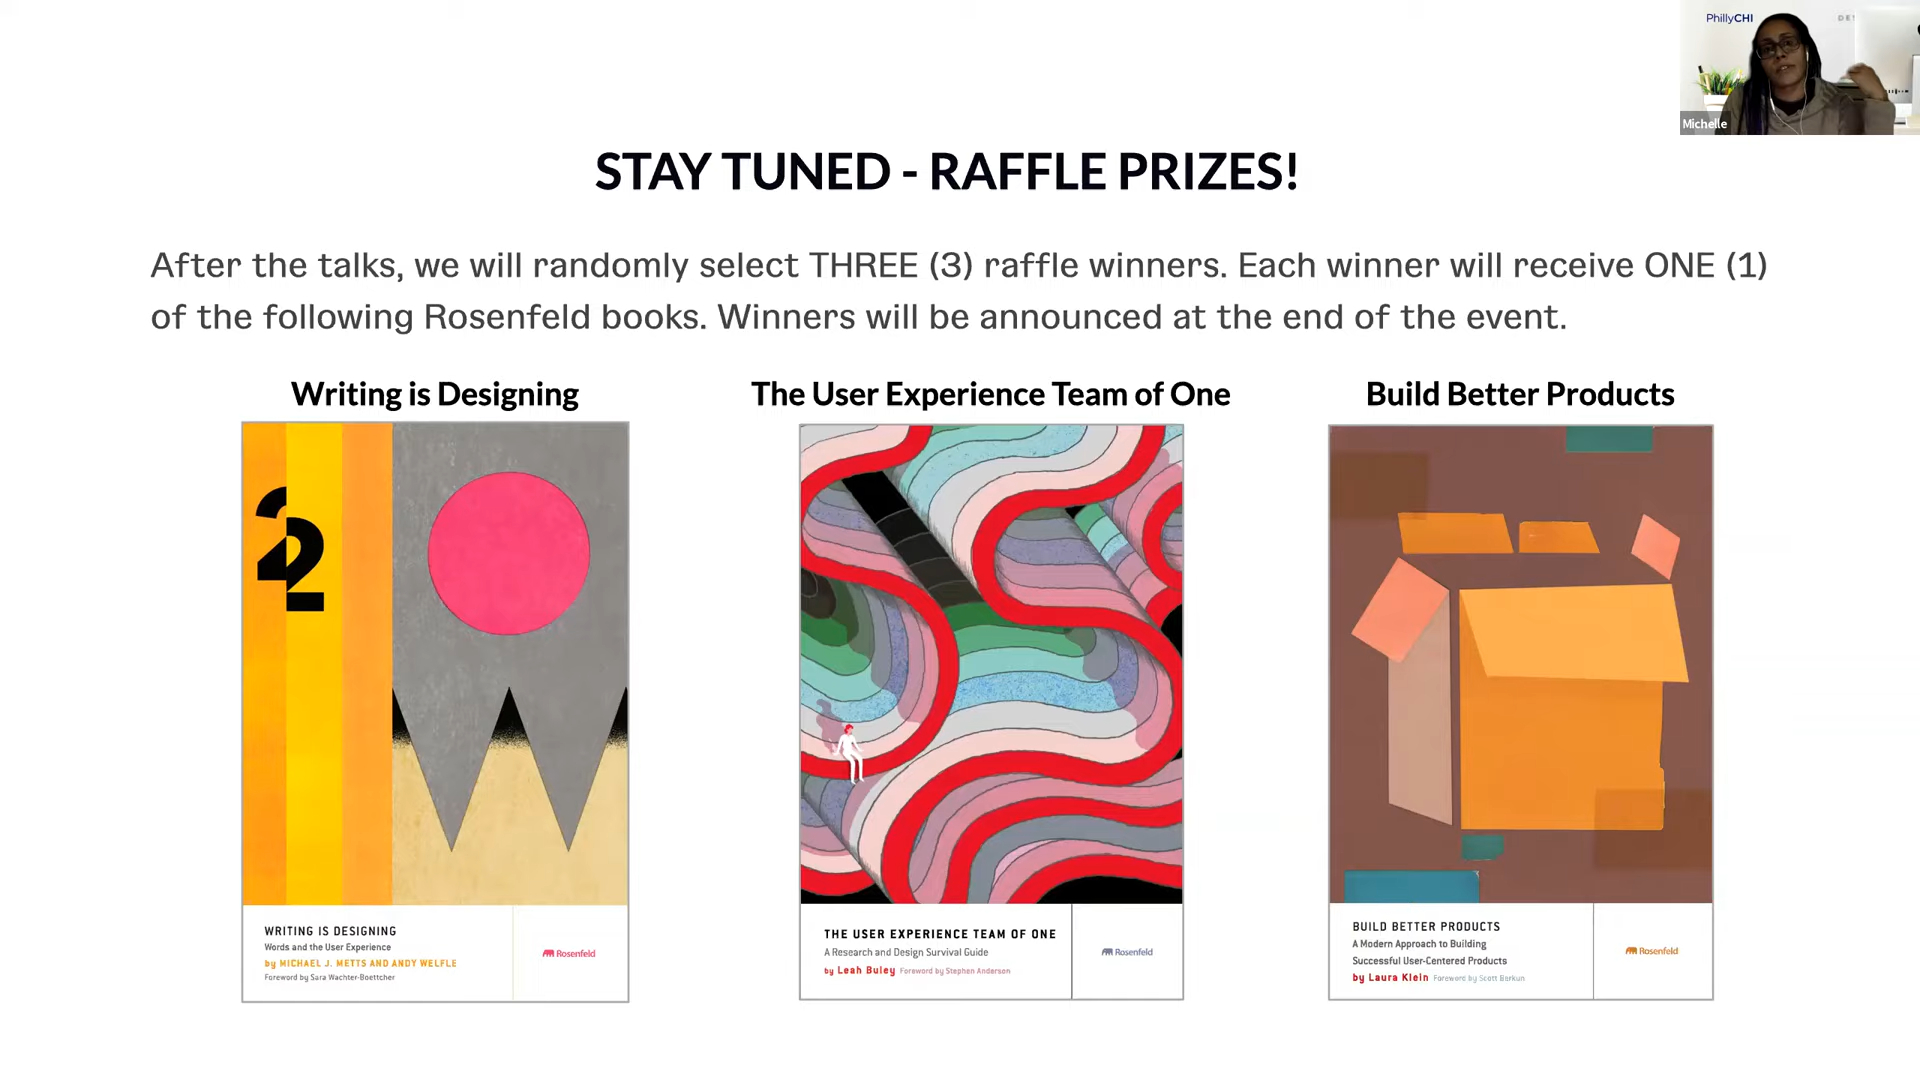 PhillyCHI
Michelle
STAY TUNED - RAFFLE PRIZES!
After the talks, we will randomly select THREE (3) raffle winners. Each winner will receive ONE (1)
of the following Rosenfeld books. Winners will be announced at the end of the event.
Writing is Designing
The User Experience Team of One
Build Better Products
2
2
WRITING IS DESIGNING
Words and the User Experience
by MICHAEL J. METTS AND ANDY WELFLE
Foreword by Sara Wachter-Boettcher
Rosenfeld
THE USER EXPERIENCE TEAM OF ONE
A Research and Design Survival Guide
by Leah Buley Foreword by Stephen Anderson
Rosenfeld
BUILD BETTER PRODUCTS
A Modern Approach to Building
Successful User-Centered Products
by Laura Klein Foreword by Scott Berkun
Rosenfeld